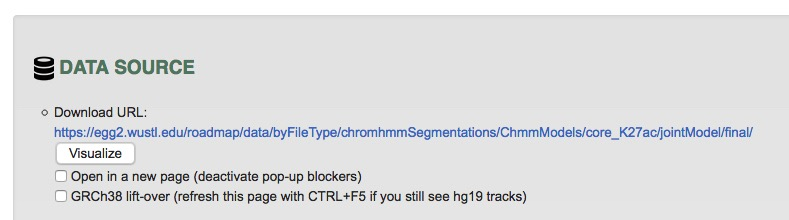 DATA SOURCE
Download URL:
https://egg2.wustl.edu/roadmap/data/byFileType/chromhmmSegmentations/ChmmModels/core_K27ac/jointModel/final/
Visualize
Open in a new page (deactivate pop-up blockers)
GRCh38 lift-over (refresh this page with CTRL+F5 if you still see hg19 tracks)